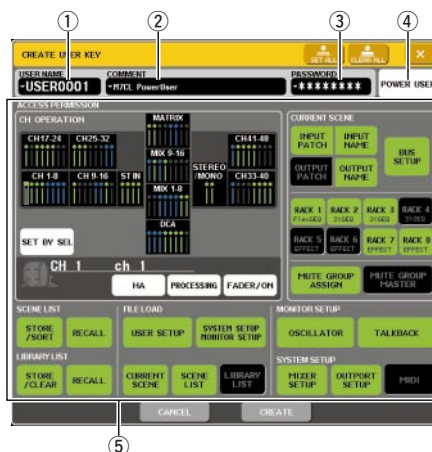 ① ② ③ ④
CREATE USER KEY
SET ALL CLEAR ALL ×
USER NAME COMMENT PASSWORD
USER0001 M7CL PowerUser ******** POWER USER
ACCESS PERMISSION
CH OPERATION
MATRIX
CH17-24 CH25-32 CH41-48
MIX 9-16
CH 1-8 CH 9-16 ST IN STEREO/MONO CH33-40
MIX 1-8
DCA
SET BY SEL
CH 1 ch 1
HA PROCESSING FADER/ON
CURRENT SCENE
INPUT PATCH INPUT NAME BUS SETUP
OUTPUT PATCH OUTPUT NAME
RACK 1 RACK 2 RACK 3 RACK 4
Flex15GEQ 31GEQ 31GEQ 31GEQ
RACK 5 RACK 6 RACK 7 RACK 8
EFFECT EFFECT EFFECT EFFECT
MUTE GROUP ASSIGN MUTE GROUP MASTER
SCENE LIST FILE LOAD MONITOR SETUP
STORE/SORT RECALL USER SETUP SYSTEM SETUP MONITOR SETUP OSCILLATOR TALKBACK
LIBRARY LIST SYSTEM SETUP
STORE/CLEAR RECALL CURRENT SCENE SCENE LIST LIBRARY LIST MIXER SETUP OUTPORT SETUP MIDI
CANCEL CREATE
⑤